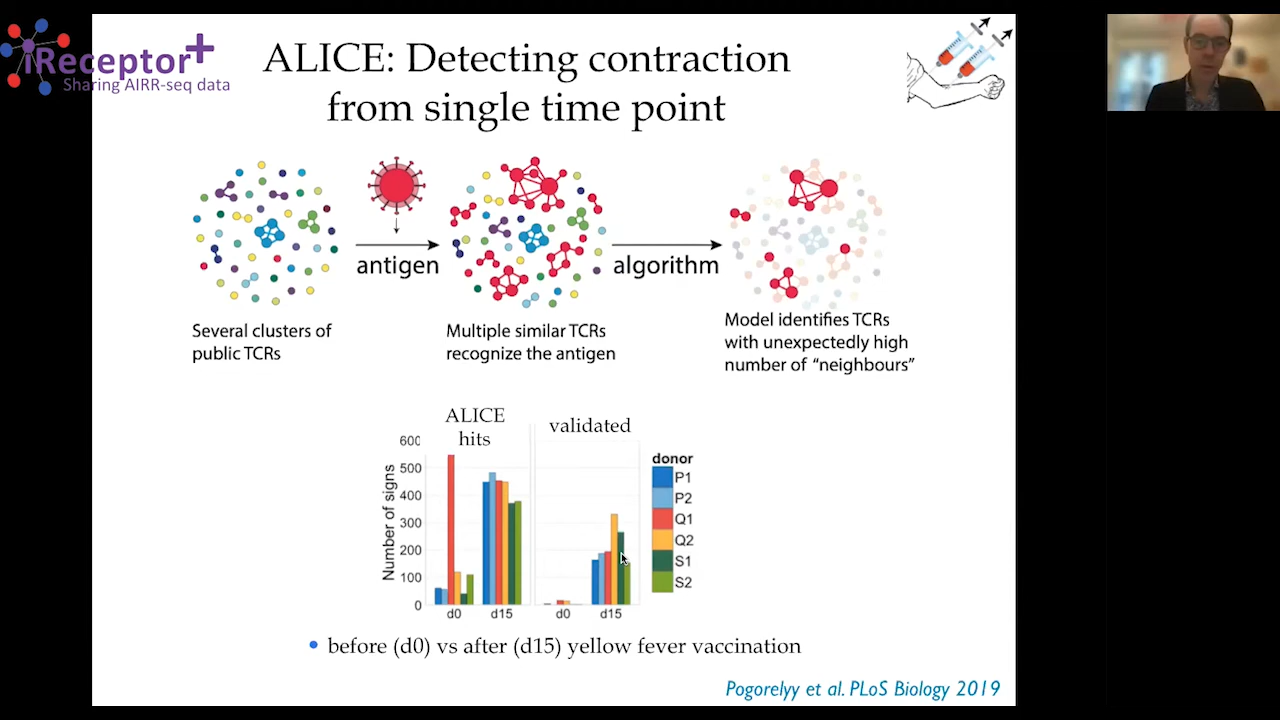 iReceptor+
Sharing AIRR-seq data
ALICE: Detecting contraction
from single time point
antigen
algorithm
Several clusters of
public TCRs
Multiple similar TCRs
recognize the antigen
Model identifies TCRs
with unexpectedly high
number of “neighbours”
ALICE
hits
validated
Number of signs
600
500
400
300
200
100
0
d0
d15
d0
d15
donor
P1
P2
Q1
Q2
S1
S2
before (d0) vs after (d15) yellow fever vaccination
Pogorelyy et al. PLoS Biology 2019